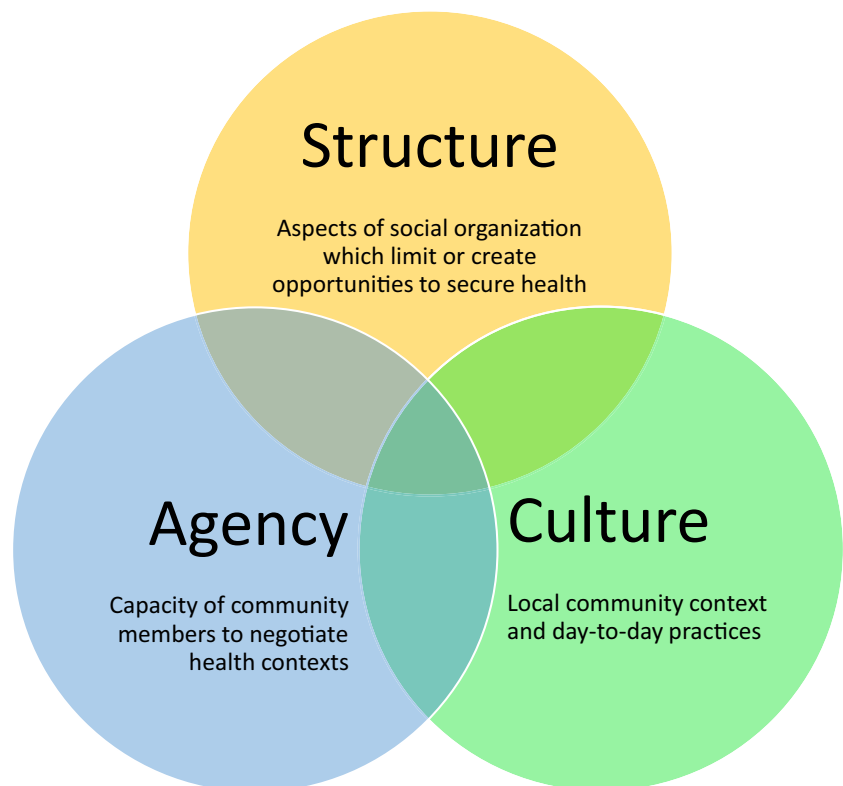 Structure
Aspects of social organization
which limit or create
opportunities to secure health
Agency
Capacity of community
members to negotiate
health contexts
Culture
Local community context
and day-to-day practices